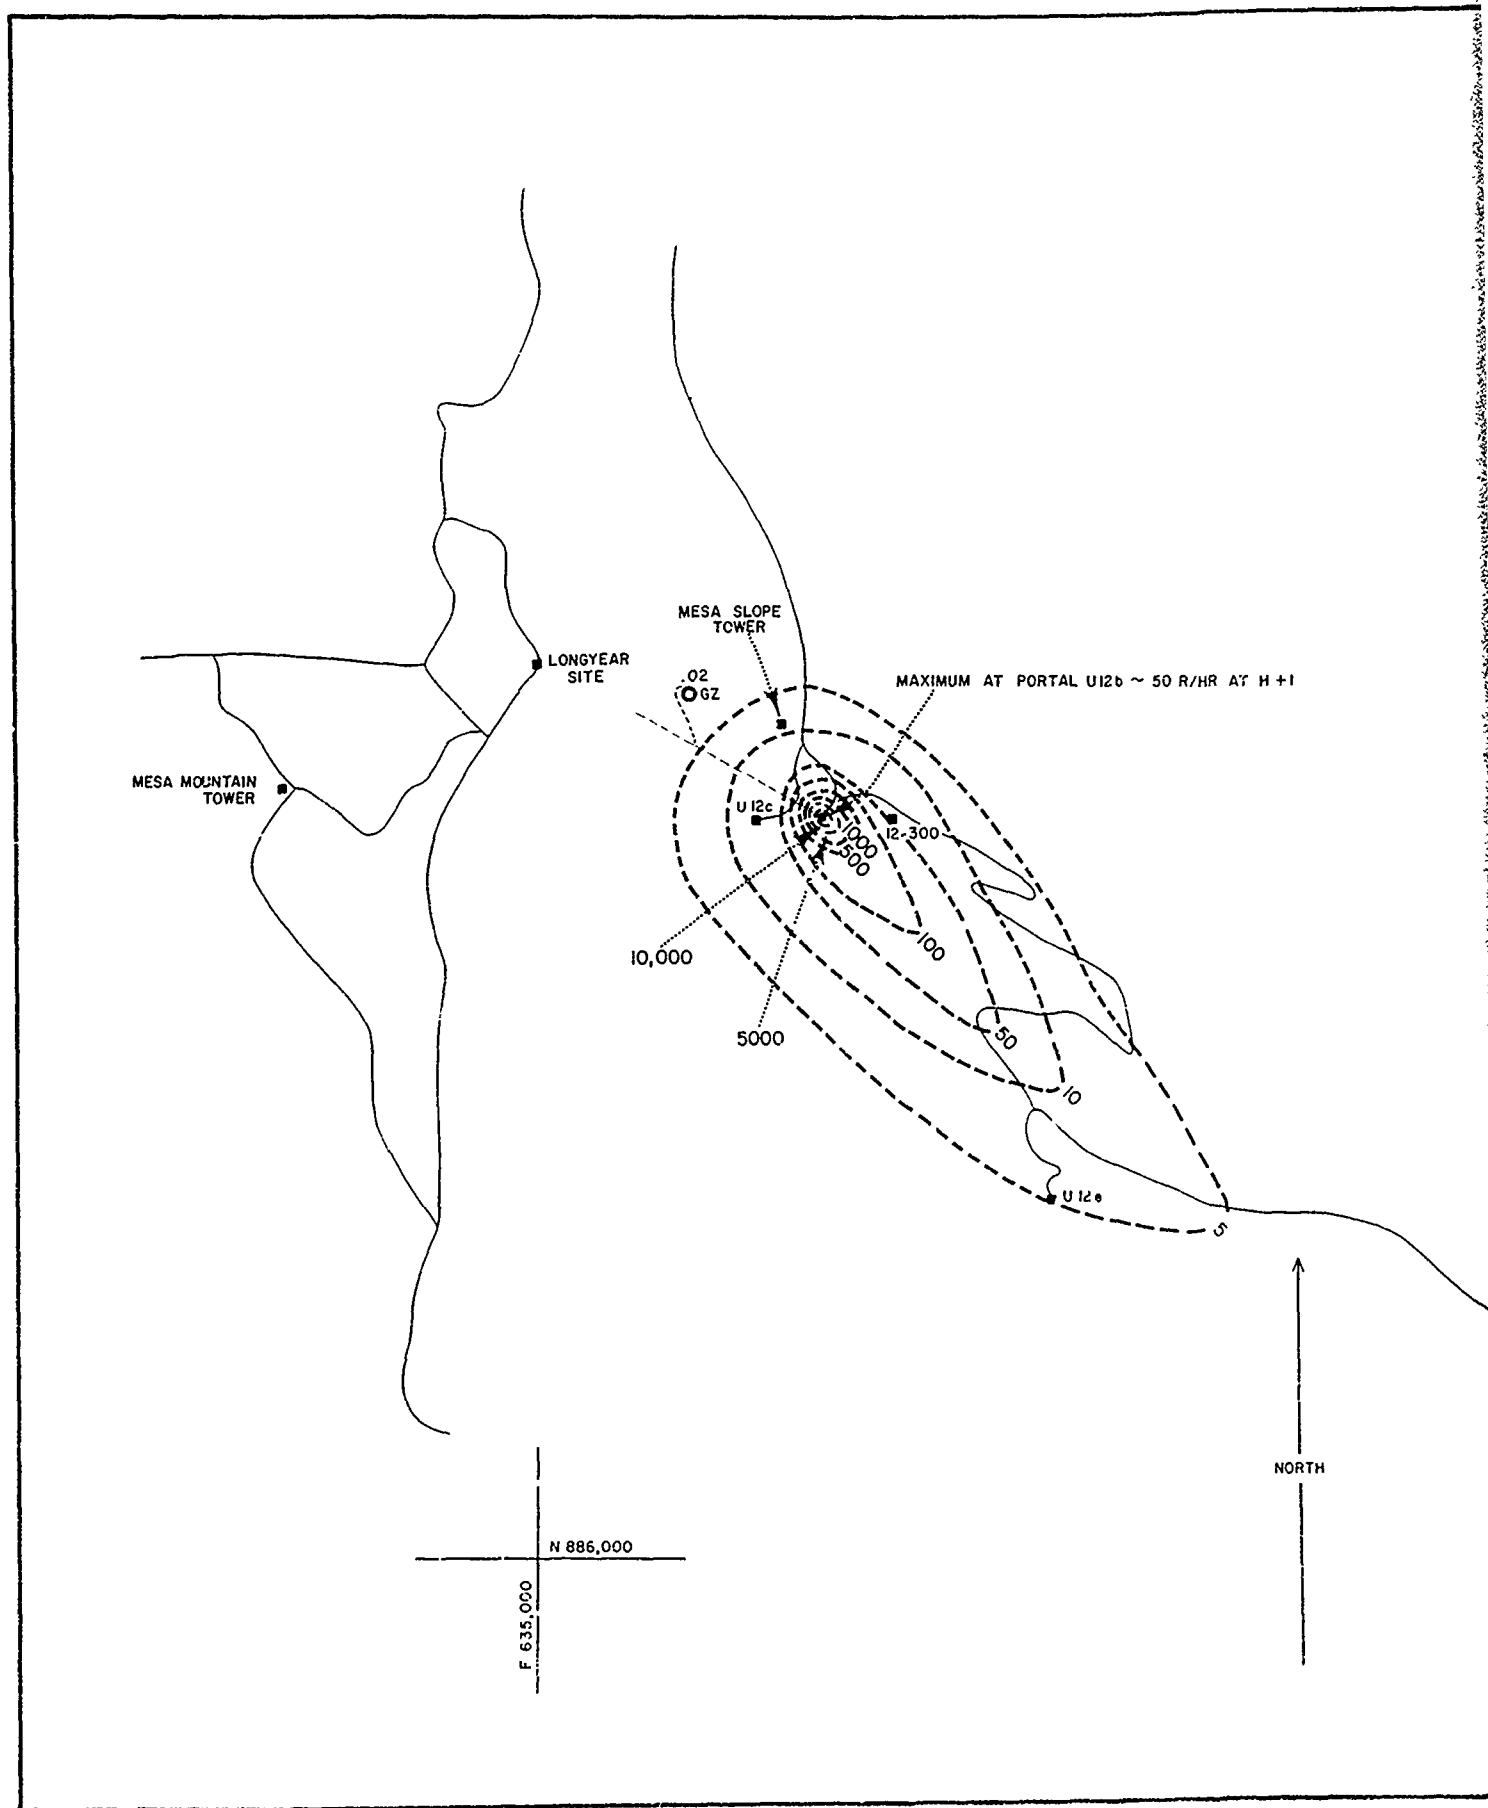 MESA SLOPE
TOWER
LONGYEAR
SITE
.02
GZ
MAXIMUM AT PORTAL U12b ~ 50 R/HR AT H+1
MESA MOUNTAIN
TOWER
U12c
12-300
1000
500
100
10,000
5000
50
10
U12e
5
NORTH
N 886,000
F 635,000